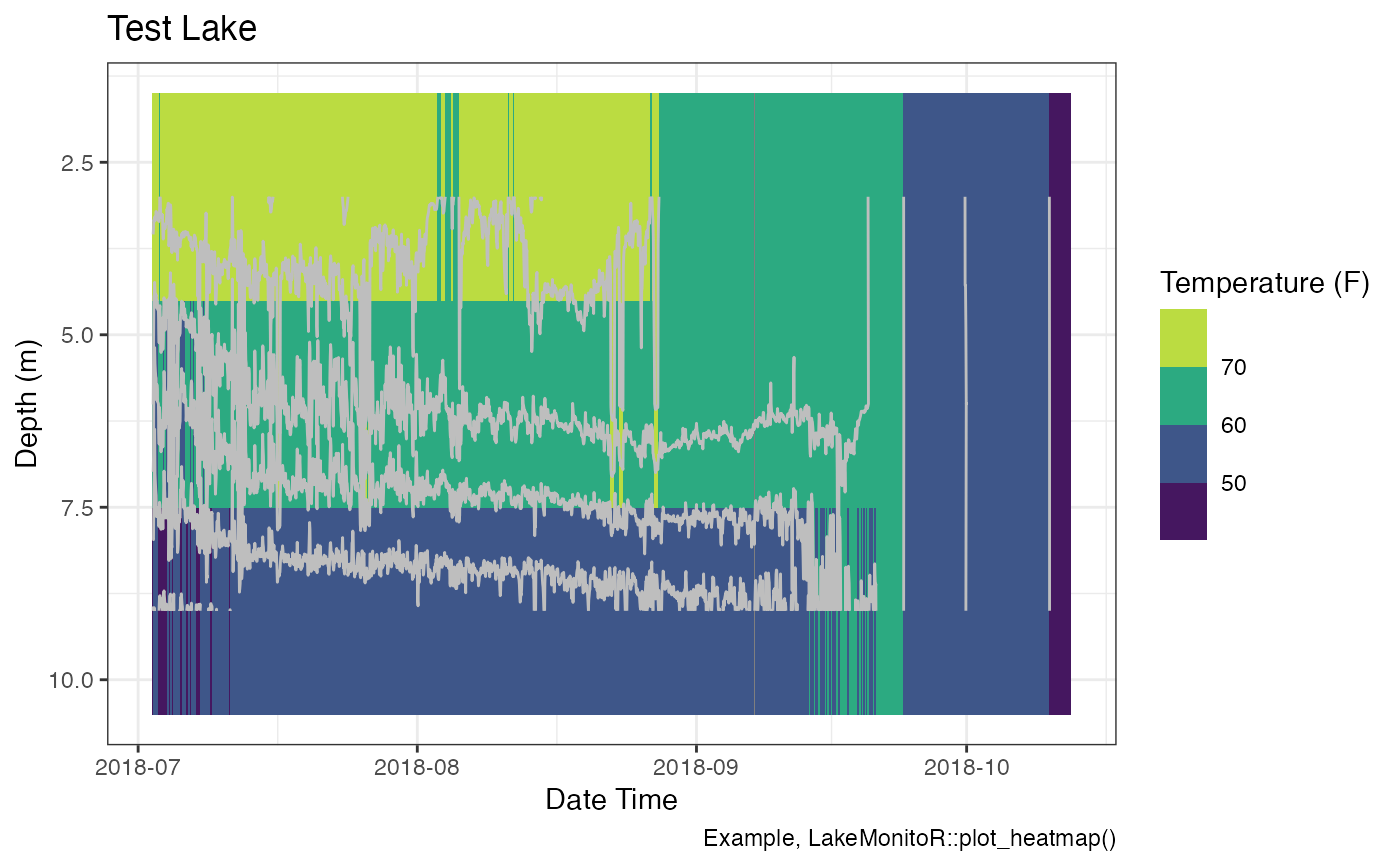 Test Lake
Depth (m)
2.5
5.0
7.5
10.0
2018-07
2018-08
2018-09
2018-10
Date Time
Temperature (F)
70
60
50
Example, LakeMonitoR::plot_heatmap()